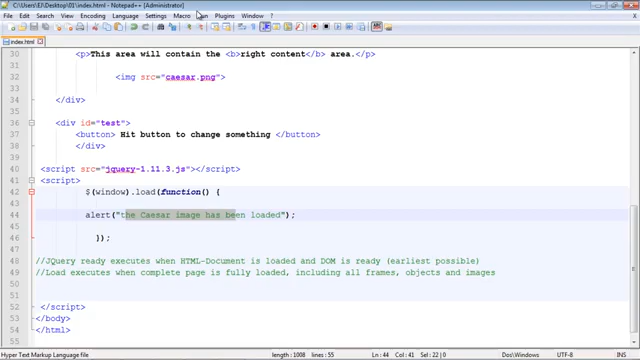 C:\Users\EJ\Desktop\01\index.html - Notepad++ [Administrator]
File Edit Search View Encoding Language Settings Macro Run Plugins Window ?
index.html
30 <p>This area will contain the <b>right content</b> area.</p>
31
32 <img src="caesar.png">
33
34 </div>
35
36 <div id="test">
37 <button> Hit button to change something </button>
38 </div>
39
40 <script src="jquery-1.11.3.js"></script>
41 <script>
42 $(window).load(function() {
43
44 alert("the Caesar image has been loaded");
45
46 });
47
48 //JQuery ready executes when HTML-Document is loaded and DOM is ready (earliest possible)
49 //Load executes when complete page is fully loaded, including all frames, objects and images
50
51
52 </script>
53 </body>
54 </html>
55
Hyper Text Markup Language file length : 1008 lines : 55 Ln : 44 Col : 41 Sel : 22 | 0 Dos\Windows UTF-8 INS